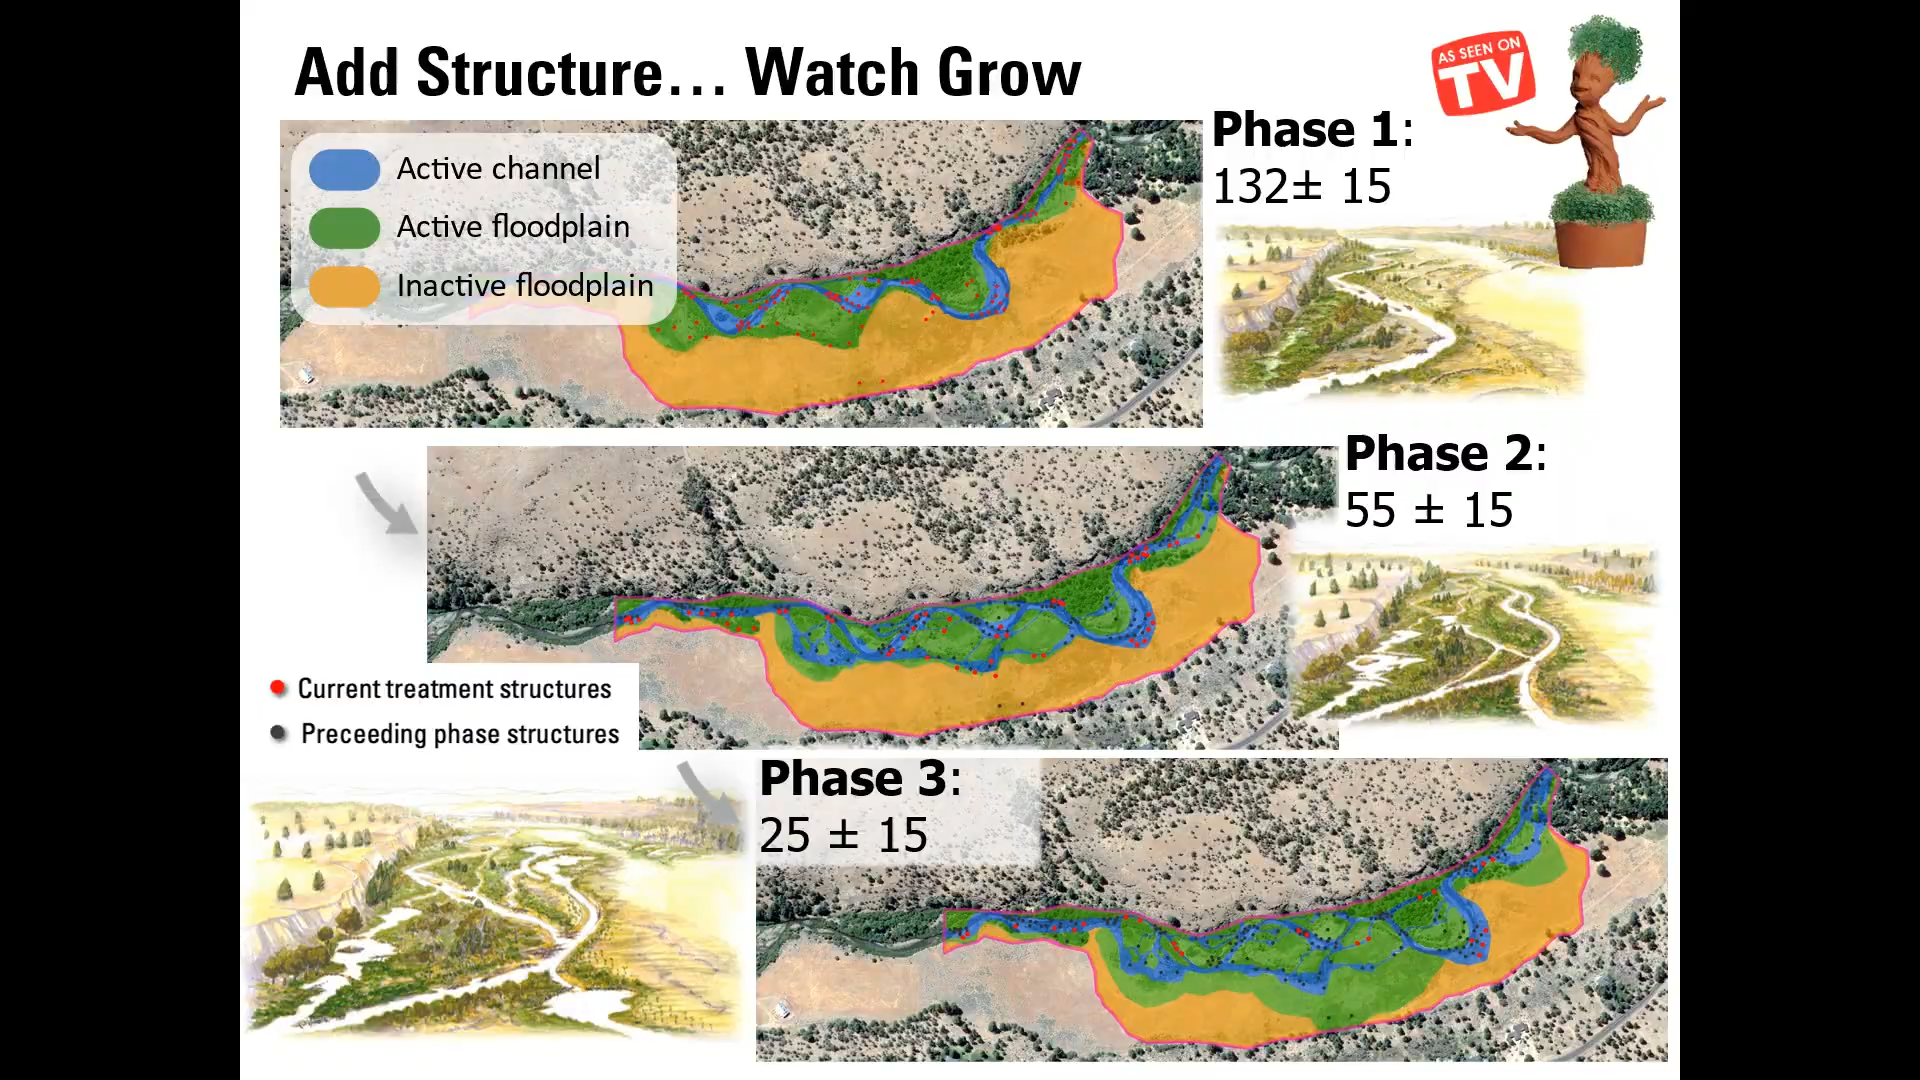 Add Structure... Watch Grow
AS SEEN ON
TV
Phase 1:
132± 15
Active channel
Active floodplain
Inactive floodplain
Phase 2:
55 ± 15
Current treatment structures
Preceeding phase structures
Phase 3:
25 ± 15